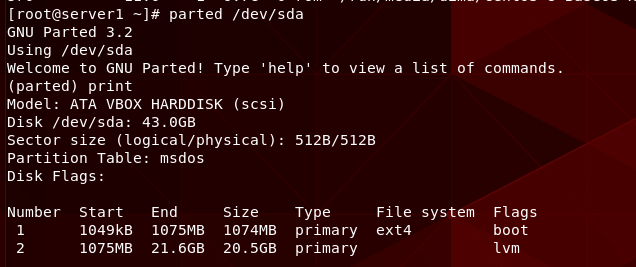 [root@server1 ~]# parted /dev/sda
GNU Parted 3.2
Using /dev/sda
Welcome to GNU Parted! Type 'help' to view a list of commands.
(parted) print
Model: ATA VBOX HARDDISK (scsi)
Disk /dev/sda: 43.0GB
Sector size (logical/physical): 512B/512B
Partition Table: msdos
Disk Flags:
Number  Start   End     Size    Type     File system  Flags
 1      1049kB  1075MB  1074MB  primary  ext4         boot
 2      1075MB  21.6GB  20.5GB  primary               lvm